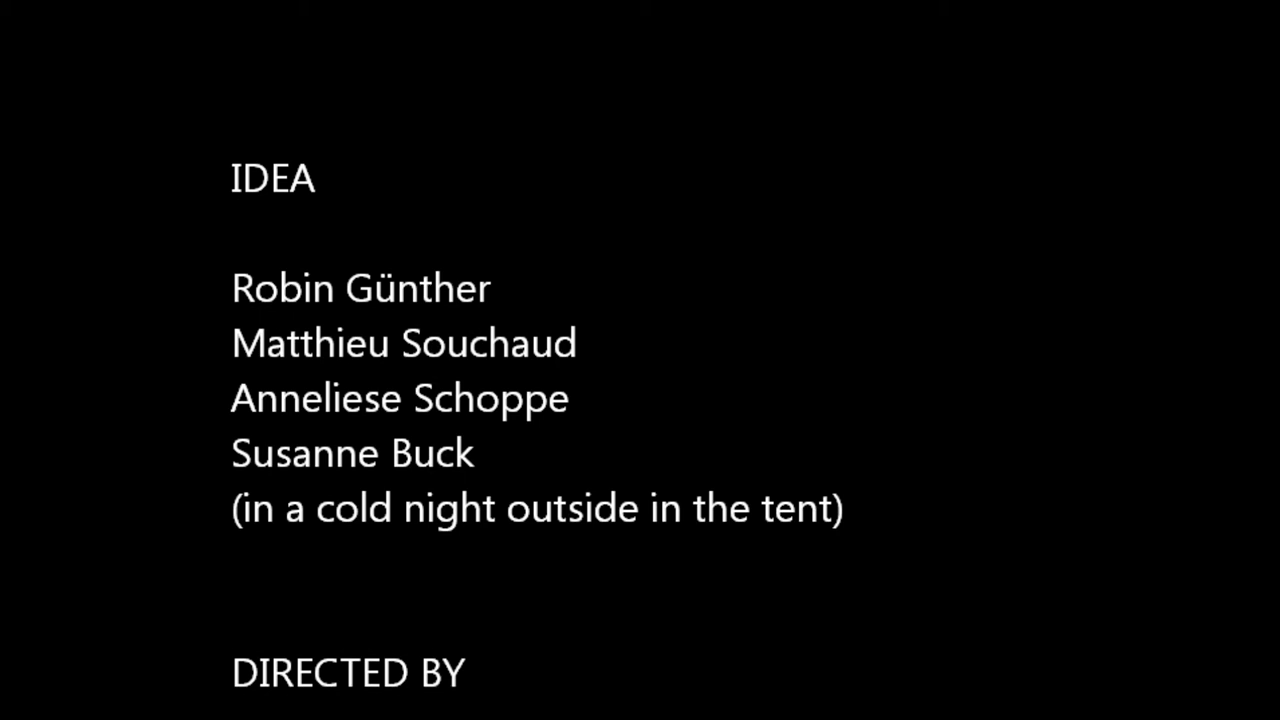 IDEA
Robin Günther
Matthieu Souchaud
Anneliese Schoppe
Susanne Buck
(in a cold night outside in the tent)
DIRECTED BY